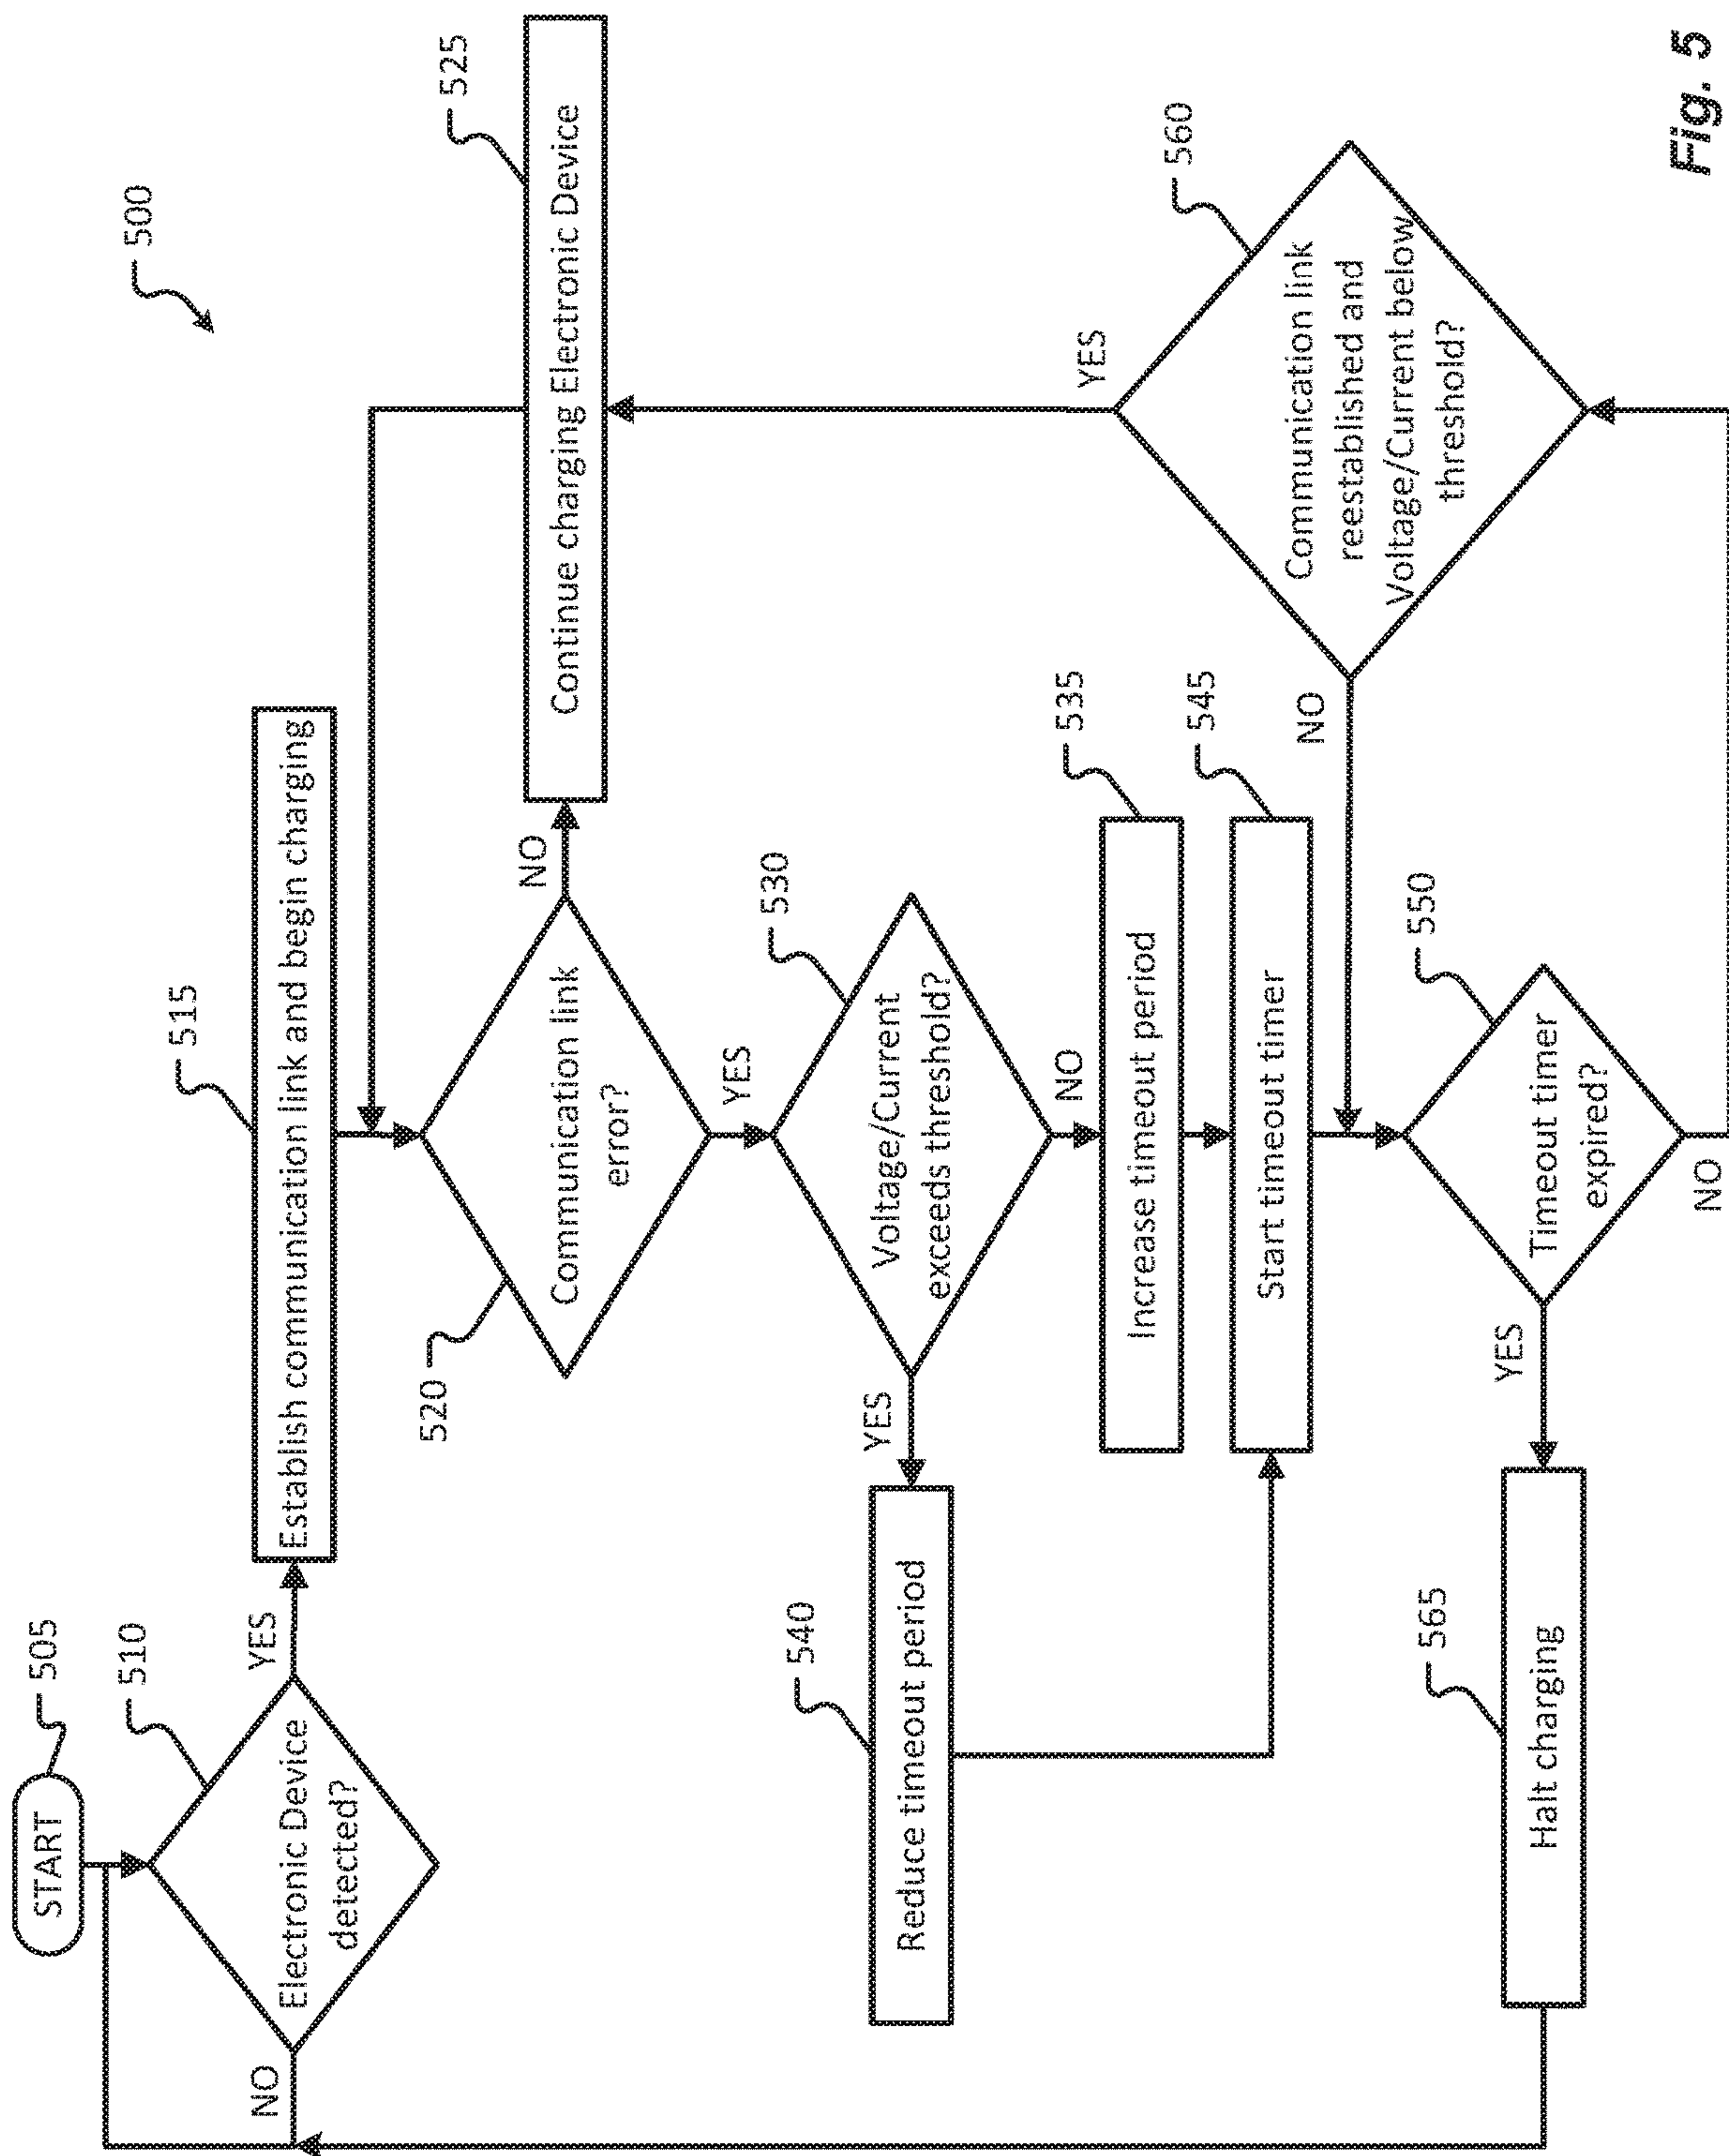 500
START
505
510
Electronic Device
detected?
NO
YES
515
Establish communication link and begin charging
520
Communication link
error?
NO
525
Continue charging Electronic Device
YES
530
Voltage/Current
exceeds threshold?
YES
540
Reduce timeout period
NO
535
Increase timeout period
545
Start timeout timer
550
Timeout timer
expired?
YES
565
Halt charging
NO
560
Communication link
reestablished and
Voltage/Current below
threshold?
YES
NO
Fig. 5